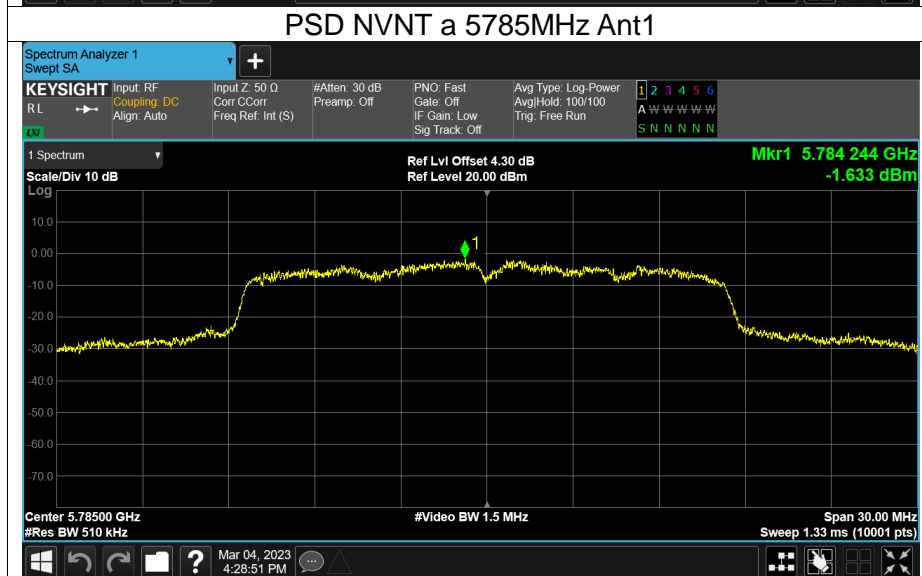 PSD NVNT a 5785MHz Ant1
Spectrum Analyzer 1
Swept SA
+
KEYSIGHT
RL
LXI
Input: RF
Coupling: DC
Align: Auto
Input Z: 50 Ω
Corr CCorr
Freq Ref: Int (S)
#Atten: 30 dB
Preamp: Off
PNO: Fast
Gate: Off
IF Gain: Low
Sig Track: Off
Avg Type: Log-Power
Avg|Hold: 100/100
Trig: Free Run
1 2 3 4 5 6
A W W W W W
S N N N N N
1 Spectrum
Scale/Div 10 dB
Log
Ref Lvl Offset 4.30 dB
Ref Level 20.00 dBm
Mkr1 5.784 244 GHz
-1.633 dBm
10.0
1
0.00
-10.0
-20.0
-30.0
-40.0
-50.0
-60.0
-70.0
Center 5.78500 GHz
#Res BW 510 kHz
#Video BW 1.5 MHz
Span 30.00 MHz
Sweep 1.33 ms (10001 pts)
?
Mar 04, 2023
4:28:51 PM